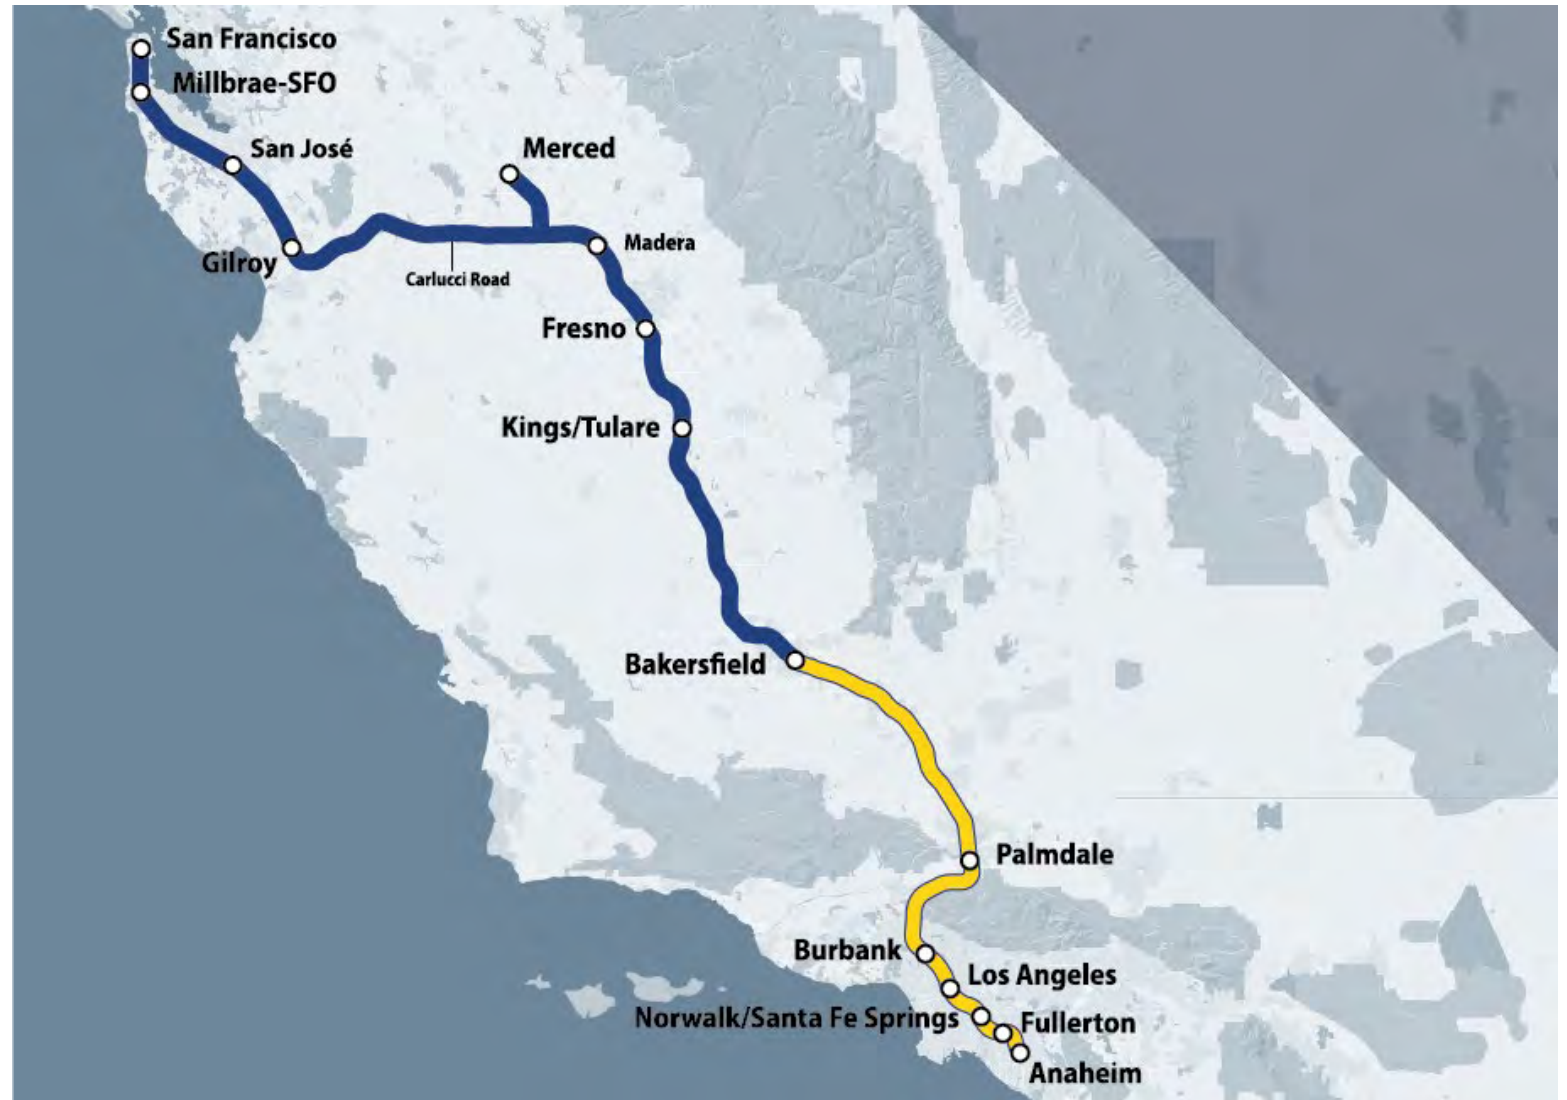 San Francisco
Millbrae-SFO
San José
Merced
Gilroy
Madera
Carlucci Road
Fresno
Kings/Tulare
Bakersfield
Palmdale
Burbank
Los Angeles
Norwalk/Santa Fe Springs
Fullerton
Anaheim